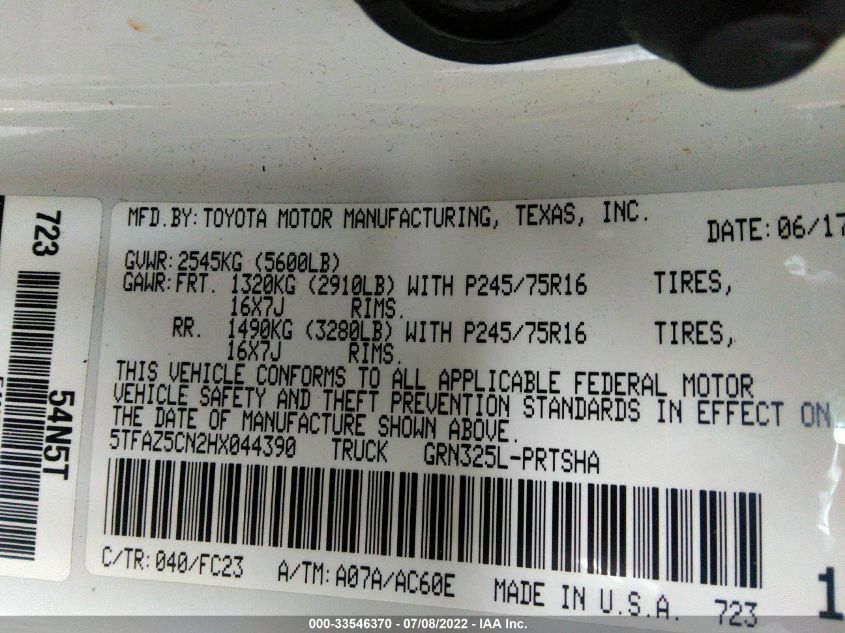 MFD.BY: TOYOTA MOTOR MANUFACTURING, TEXAS, INC. DATE: 06/17
GVWR: 2545KG (5600LB)
GAWR: FRT. 1320KG (2910LB) WITH P245/75R16 TIRES,
16X7J RIMS.
RR. 1490KG (3280LB) WITH P245/75R16 TIRES,
16X7J RIMS.
THIS VEHICLE CONFORMS TO ALL APPLICABLE FEDERAL MOTOR
VEHICLE SAFETY AND THEFT PREVENTION STANDARDS IN EFFECT ON
THE DATE OF MANUFACTURE SHOWN ABOVE.
5TFAZ5CN2HX044390 TRUCK GRN325L-PRTSHA
C/TR: 040/FC23 A/TM: A07A/AC60E MADE IN U.S.A. 723
1
723
54N5T
000-33546370 - 07/08/2022 - IAA Inc.